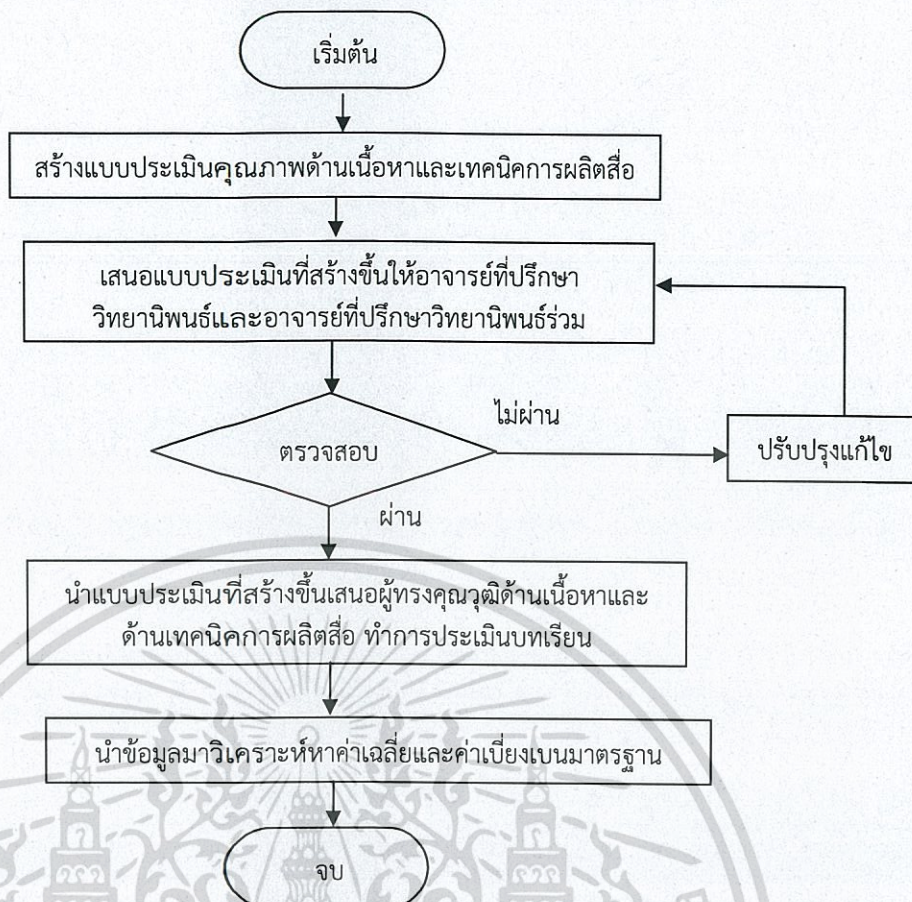 เริ่มต้น
สร้างแบบประเมินคุณภาพด้านเนื้อหาและเทคนิคการผลิตสื่อ
เสนอแบบประเมินที่สร้างขึ้นให้อาจารย์ที่ปรึกษา
วิทยานิพนธ์และอาจารย์ที่ปรึกษาวิทยานิพนธ์ร่วม
ตรวจสอบ
ไม่ผ่าน
ปรับปรุงแก้ไข
ผ่าน
นำแบบประเมินที่สร้างขึ้นเสนอผู้ทรงคุณวุฒิด้านเนื้อหาและ
ด้านเทคนิคการผลิตสื่อ ทำการประเมินบทเรียน
นำข้อมูลมาวิเคราะห์หาค่าเฉลี่ยและค่าเบี่ยงเบนมาตรฐาน
จบ